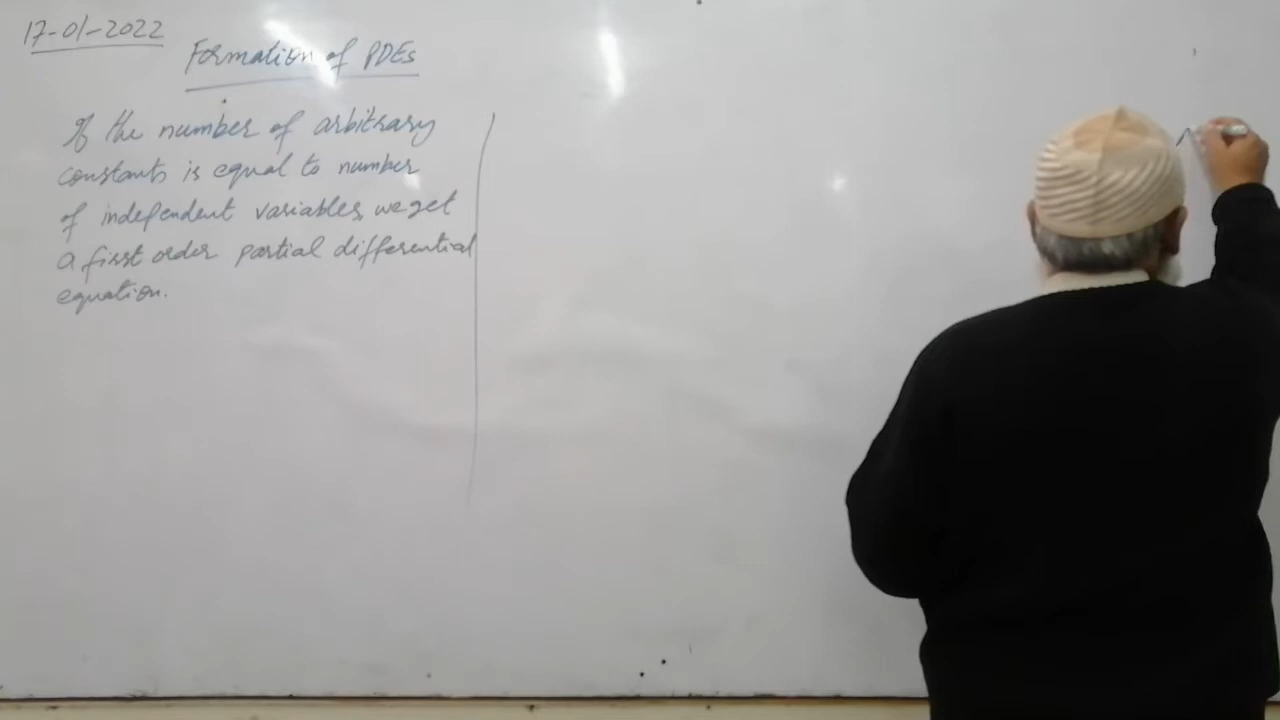 17-01-2022
Formation of PDEs
If the number of arbitrary
constants is equal to number
of independent variables, we get
a first order partial differential
equation.